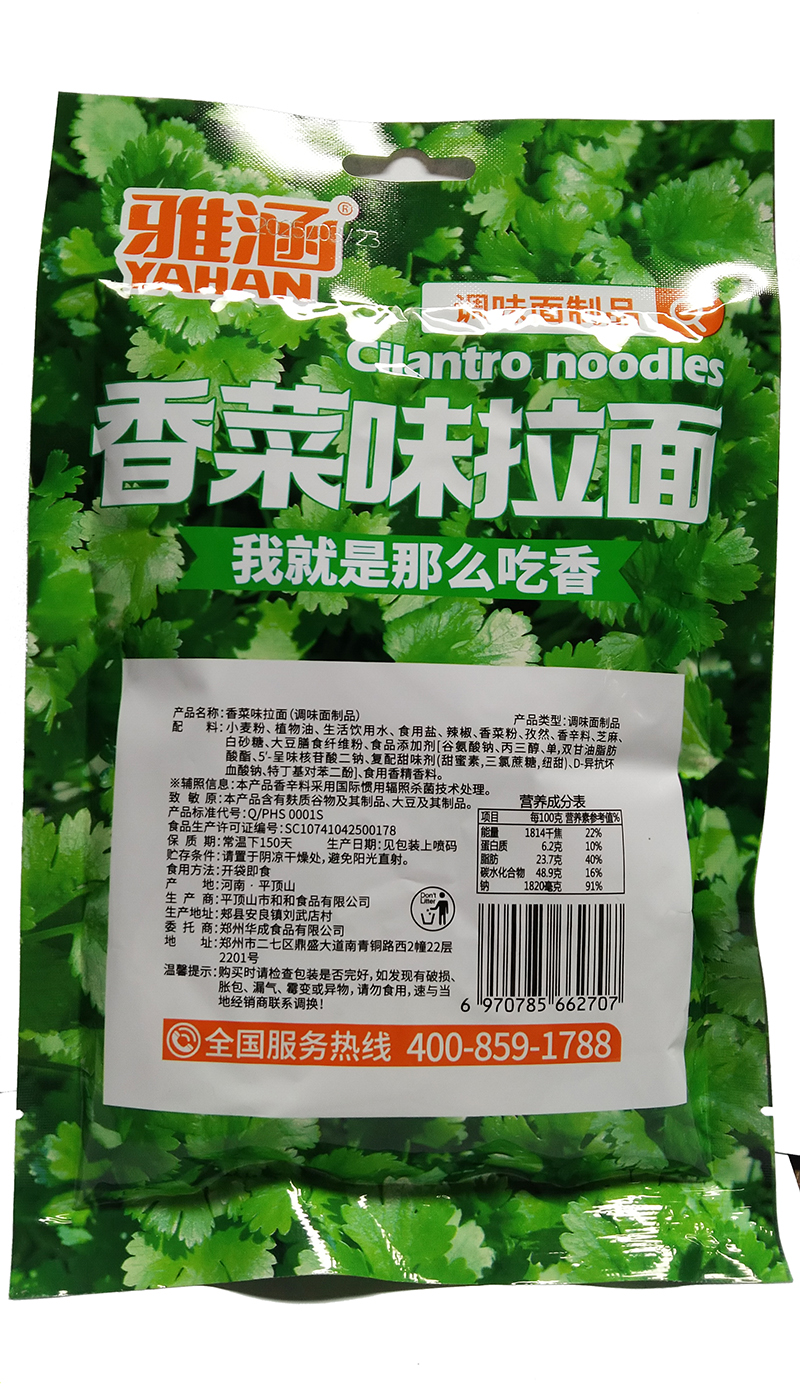 雅涵®
YAHAN
调味面制品
Cilantro noodles
香菜味拉面
我就是那么吃香
产品名称:香菜味拉面(调味面制品)
产品类型:调味面制品
配 料:小麦粉、植物油、生活饮用水、食用盐、辣椒、香菜粉、孜然、香辛料、芝麻、
白砂糖、大豆膳食纤维粉、食品添加剂[谷氨酸钠、丙三醇、单,双甘油脂肪
酸酯、5'-呈味核苷酸二钠、复配甜味剂(甜蜜素,三氯蔗糖,纽甜)、D-异抗坏
血酸钠、特丁基对苯二酚]、食用香精香料。
※辅照信息:本产品香辛料采用国际惯用辐照杀菌技术处理。
致 敏 原:本产品含有麸质谷物及其制品、大豆及其制品。
产品标准代号:Q/PHS 0001S
食品生产许可证编号:SC10741042500178
保 质 期:常温下150天 生产日期:见包装上喷码
贮存条件:请置于阴凉干燥处,避免阳光直射。
食用方法:开袋即食
产 地:河南·平顶山
生 产 商:平顶山市和和食品有限公司
生产地址:郏县安良镇刘武店村
委 托 商:郑州华成食品有限公司
地 址:郑州市二七区鼎盛大道南青铜路西2幢22层
2201号
温馨提示:购买时请检查包装是否完好,如发现有破损、
胀包、漏气、霉变或异物,请勿食用,速与当
地经销商联系调换!
营养成分表
项目 每100克 营养素参考值%
能量 1814千焦 22%
蛋白质 6.2克 10%
脂肪 23.7克 40%
碳水化合物 48.9克 16%
钠 1820毫克 91%
Don't
Litter
6 970785 662707
全国服务热线 400-859-1788